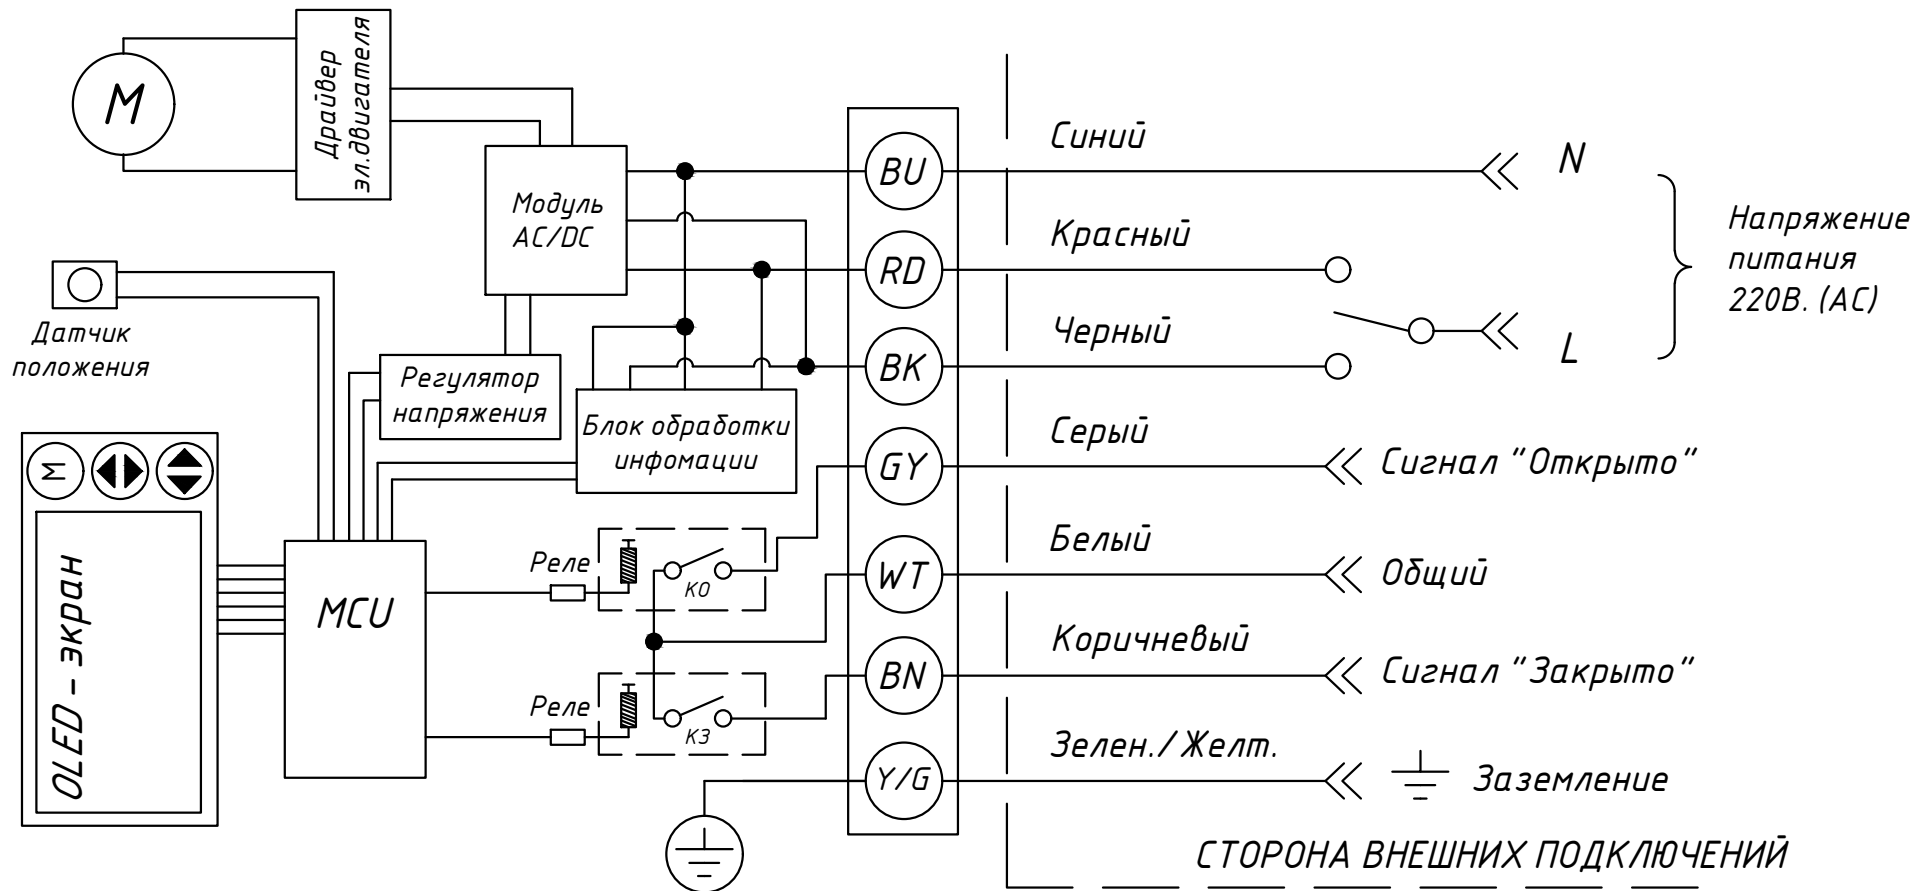 M
Драйвер
эл.двигателя
Модуль
AC/DC
Датчик
положения
Регулятор
напряжения
Блок обработки
инфомации
M
OLED - экран
MCU
Реле
КО
Реле
КЗ
BU
RD
BK
GY
WT
BN
Y/G
Синий
N
Красный
Напряжение
питания
220В. (AC)
Черный
L
Серый
Сигнал "Открыто"
Белый
Общий
Коричневый
Сигнал "Закрыто"
Зелен./Желт.
Заземление
СТОРОНА ВНЕШНИХ ПОДКЛЮЧЕНИЙ